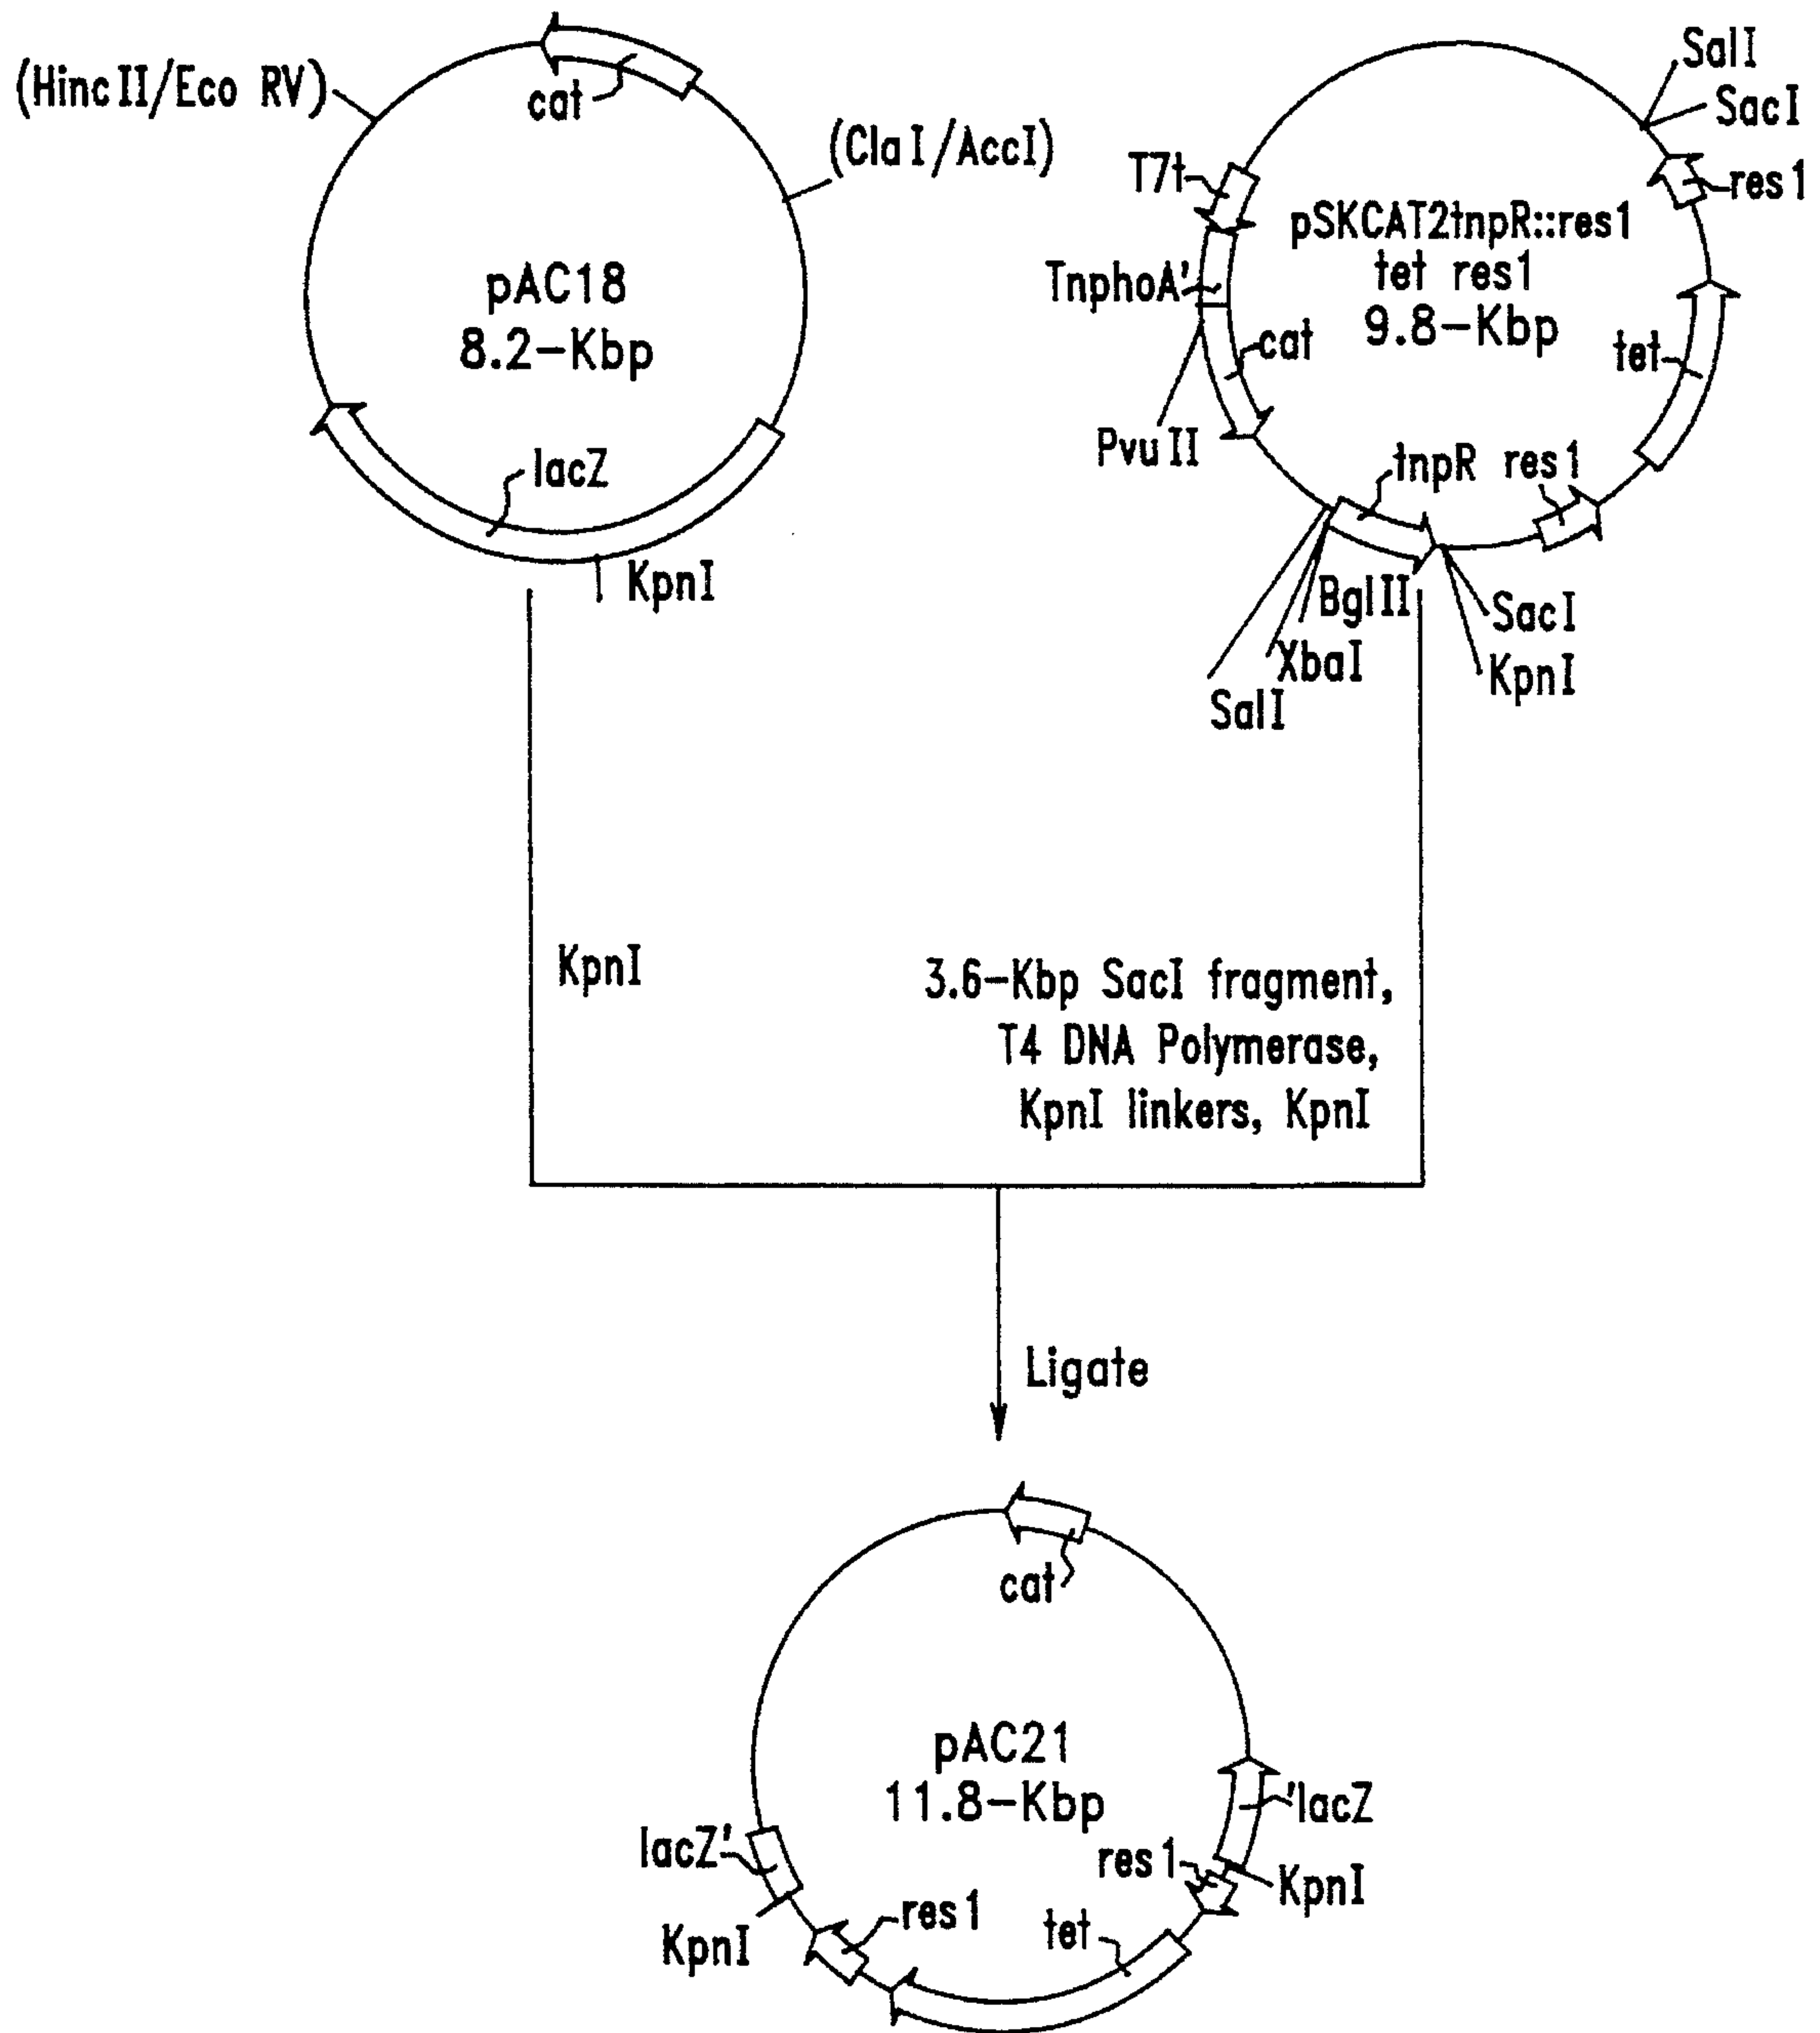 (HincII/Eco RV)
cat
(ClaI/AccI)
pAC18
8.2-Kbp
lacZ
KpnI
SalI
SacI
res1
T7t
pSKCAT2tnpR::res1
tet res1
9.8-Kbp
TnphoA'
cat
tet
PvuII
tnpR
res1
BglII
XbaI
SalI
SacI
KpnI
KpnI
3.6-Kbp SacI fragment,
T4 DNA Polymerase,
KpnI linkers, KpnI
Ligate
cat
pAC21
11.8-Kbp
'lacZ
lacZ'
res1
KpnI
res1
tet
KpnI